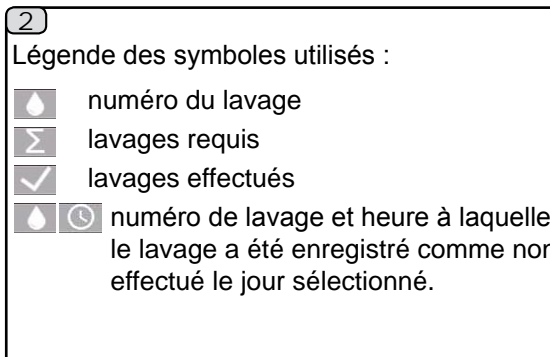 2
Légende des symboles utilisés :
numéro du lavage
Σ lavages requis
lavages effectués
numéro de lavage et heure à laquelle
le lavage a été enregistré comme non
effectué le jour sélectionné.